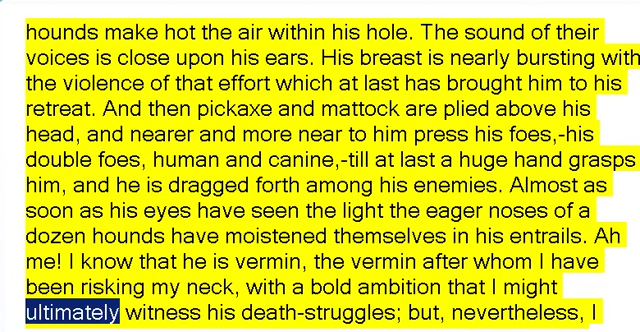 hounds make hot the air within his hole. The sound of their
voices is close upon his ears. His breast is nearly bursting with
the violence of that effort which at last has brought him to his
retreat. And then pickaxe and mattock are plied above his
head, and nearer and more near to him press his foes,-his
double foes, human and canine,-till at last a huge hand grasps
him, and he is dragged forth among his enemies. Almost as
soon as his eyes have seen the light the eager noses of a
dozen hounds have moistened themselves in his entrails. Ah
me! I know that he is vermin, the vermin after whom I have
been risking my neck, with a bold ambition that I might
ultimately witness his death-struggles; but, nevertheless, I